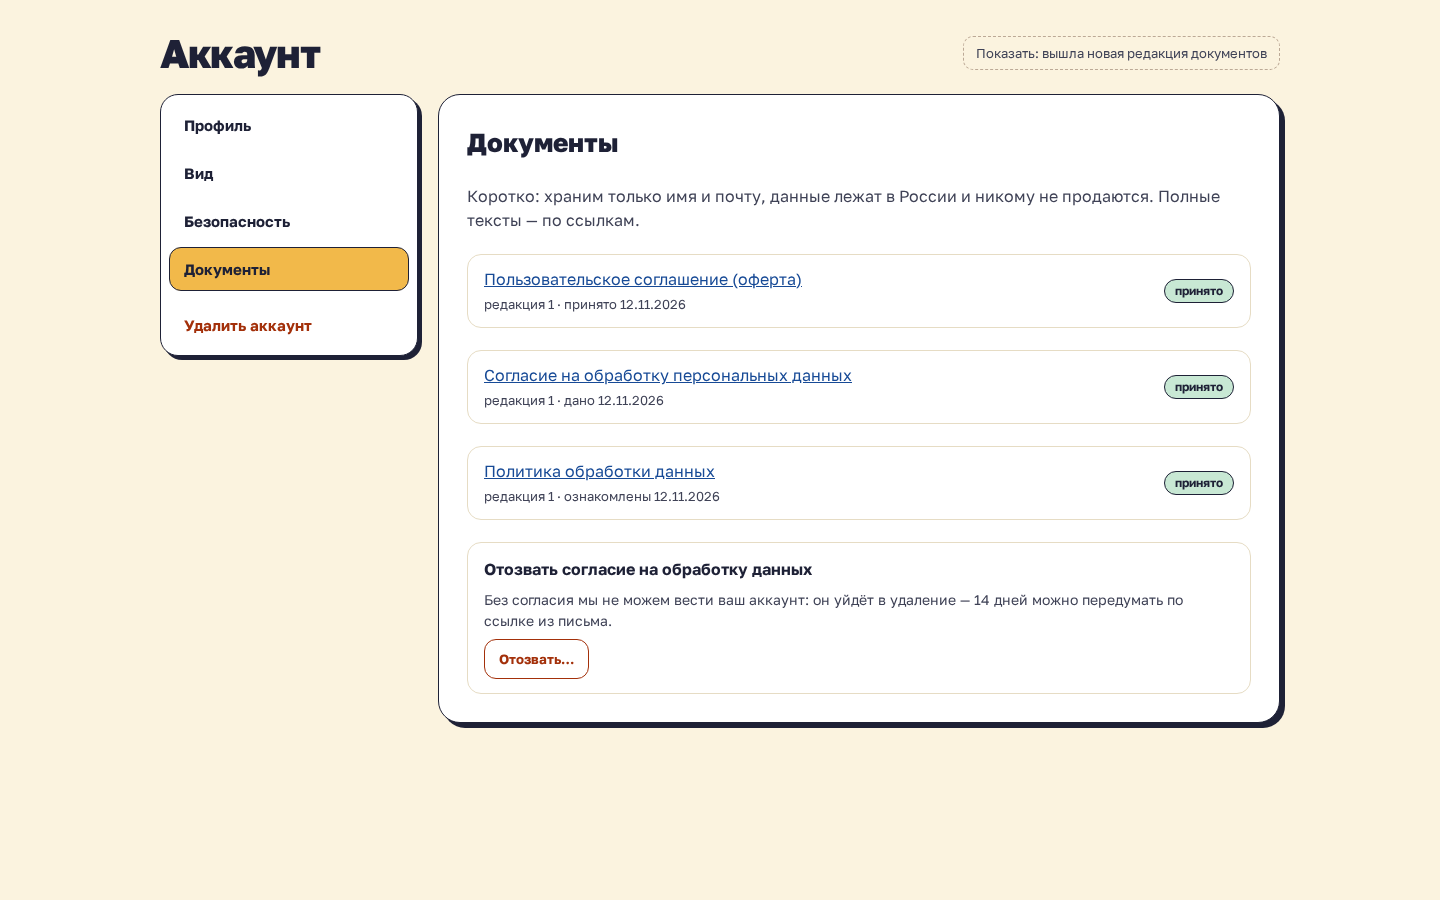 Аккаунт
Показать: вышла новая редакция документов
Профиль
Вид
Безопасность
Документы
Удалить аккаунт
Документы
Коротко: храним только имя и почту, данные лежат в России и никому не продаются. Полные
тексты — по ссылкам.
Пользовательское соглашение (оферта)
редакция 1 · принято 12.11.2026
принято
Согласие на обработку персональных данных
редакция 1 · дано 12.11.2026
принято
Политика обработки данных
редакция 1 · ознакомлены 12.11.2026
принято
Отозвать согласие на обработку данных
Без согласия мы не можем вести ваш аккаунт: он уйдёт в удаление — 14 дней можно передумать по
ссылке из письма.
Отозвать...